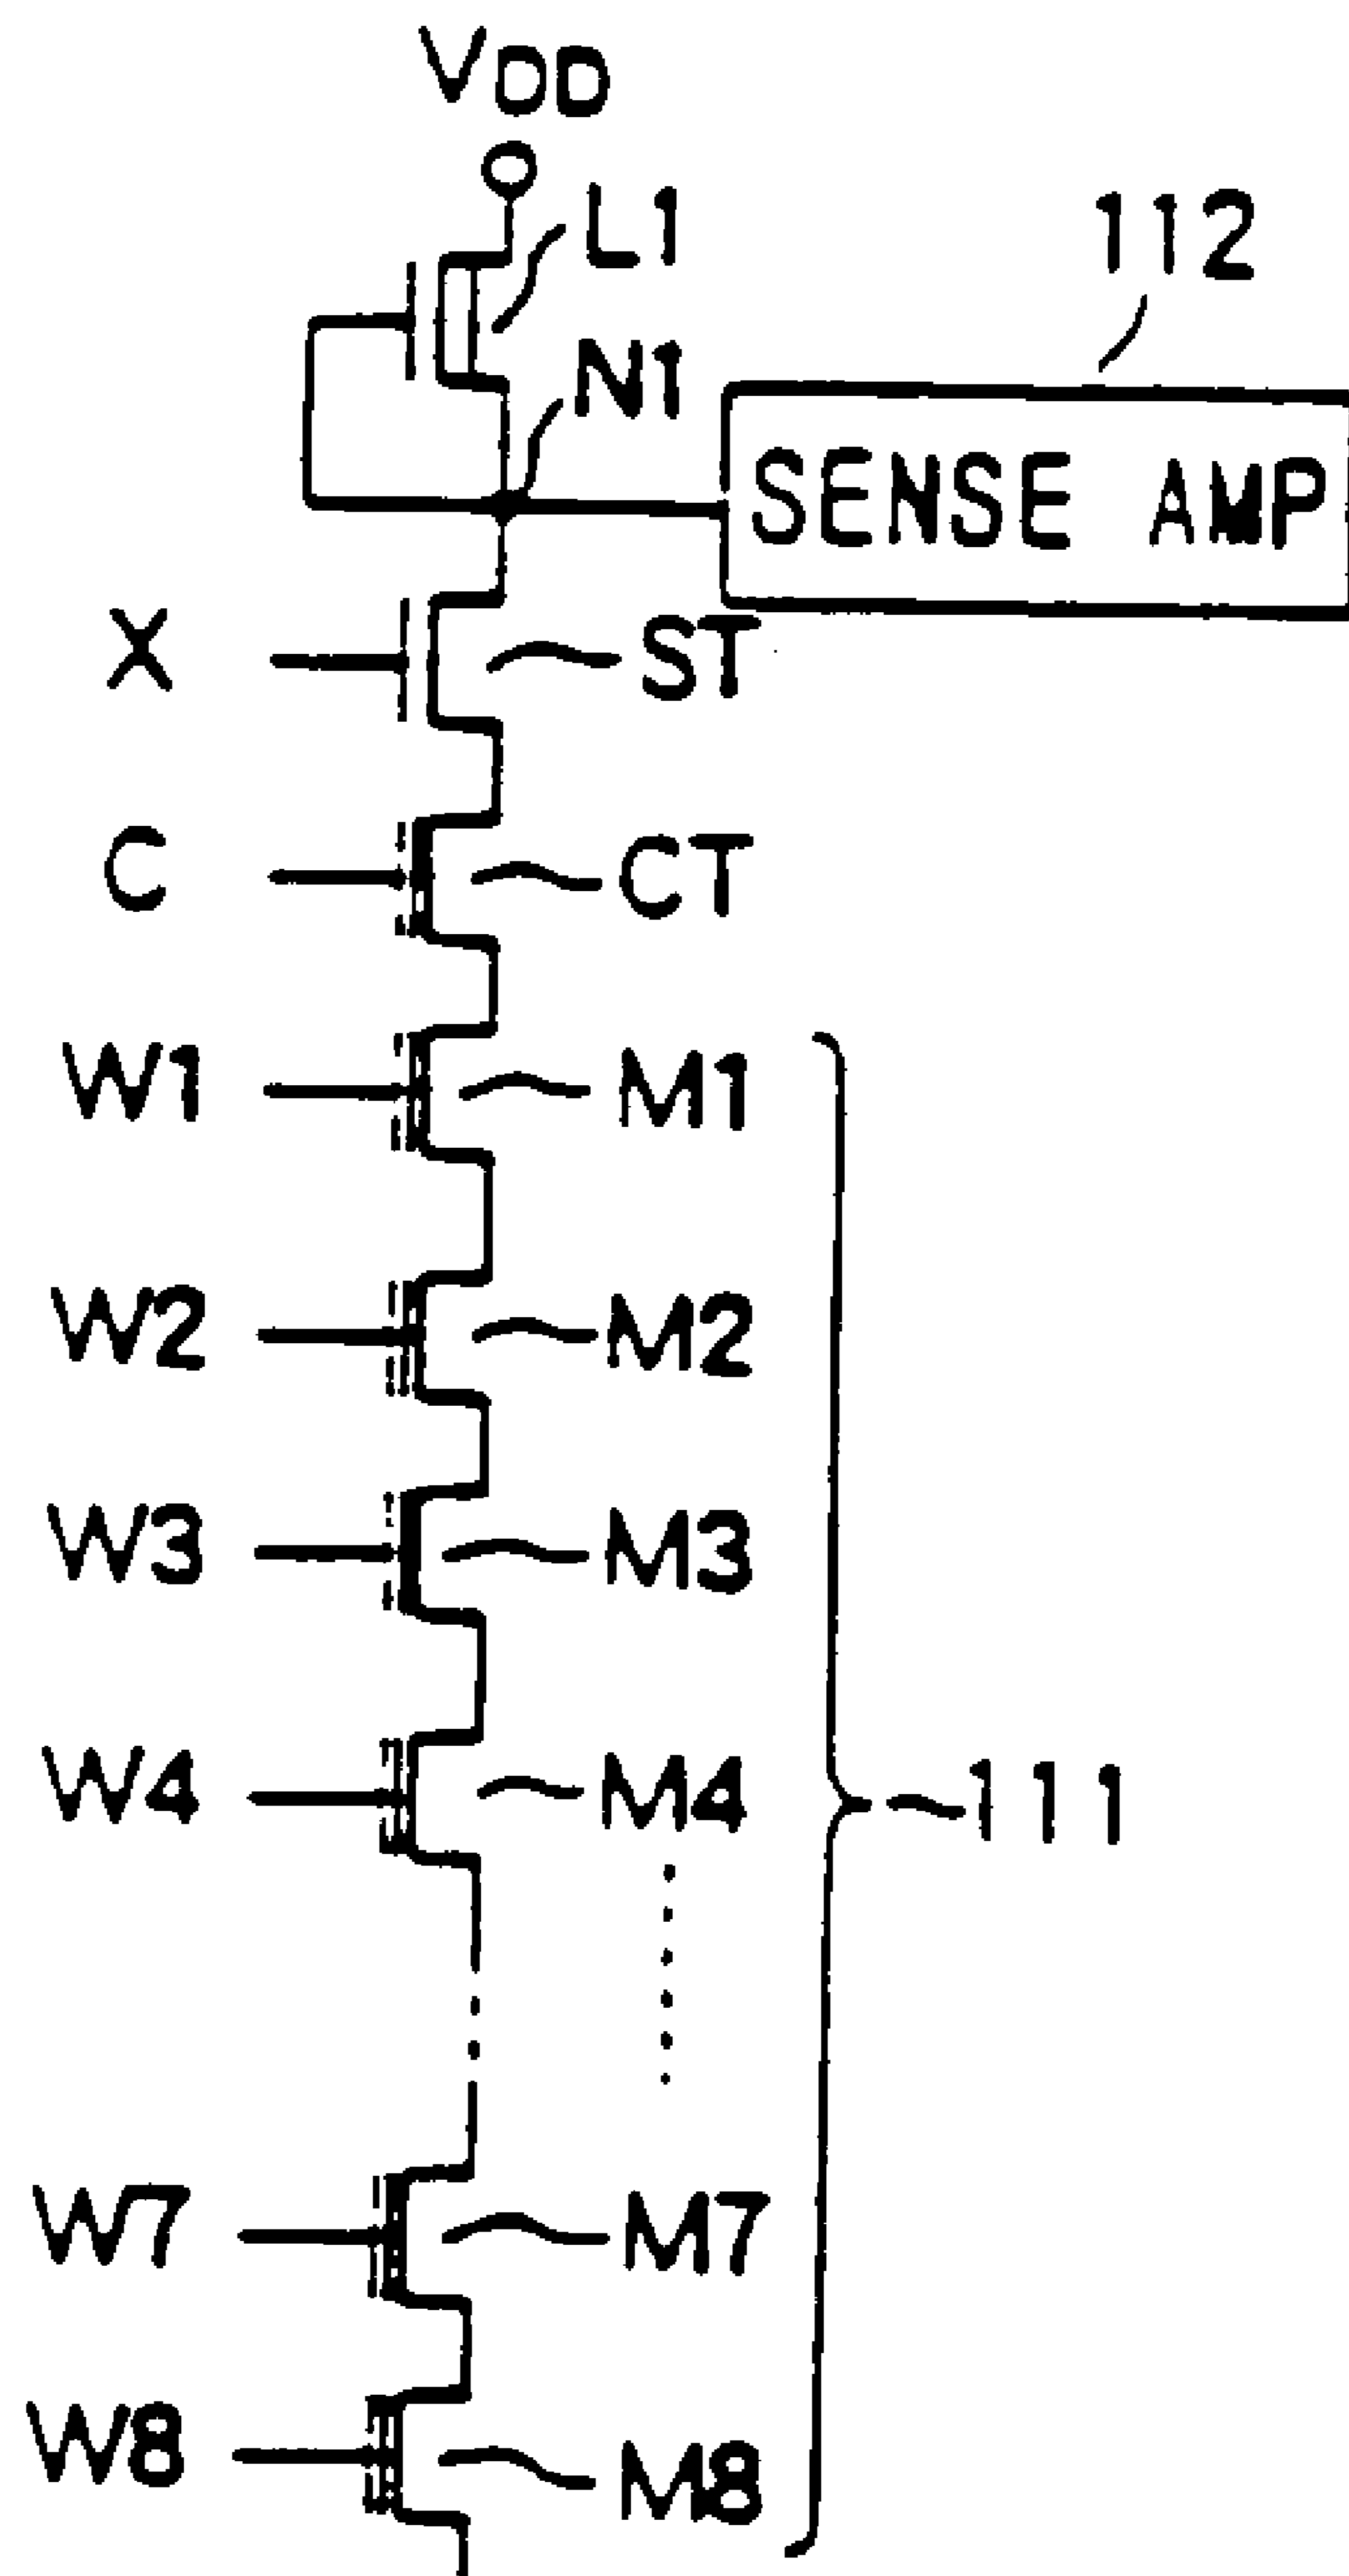 VDD
L1
112
N1
SENSE AMP
X ST
C CT
W1 M1
W2 M2
W3 M3
W4 M4
111
W7 M7
W8 M8